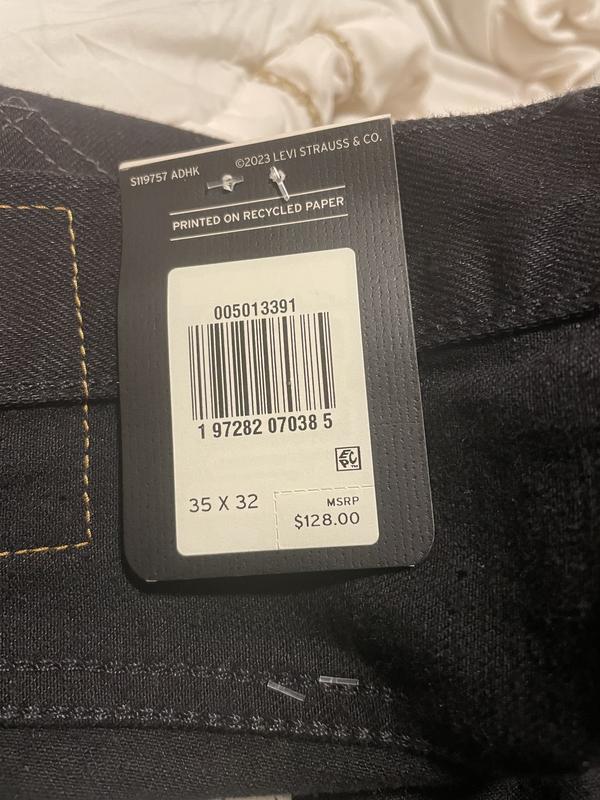 S119757 ADHK
©2023 LEVI STRAUSS & CO.
PRINTED ON RECYCLED PAPER
005013391
1 97282 07038 5
EPC™
35 X 32
MSRP
$128.00